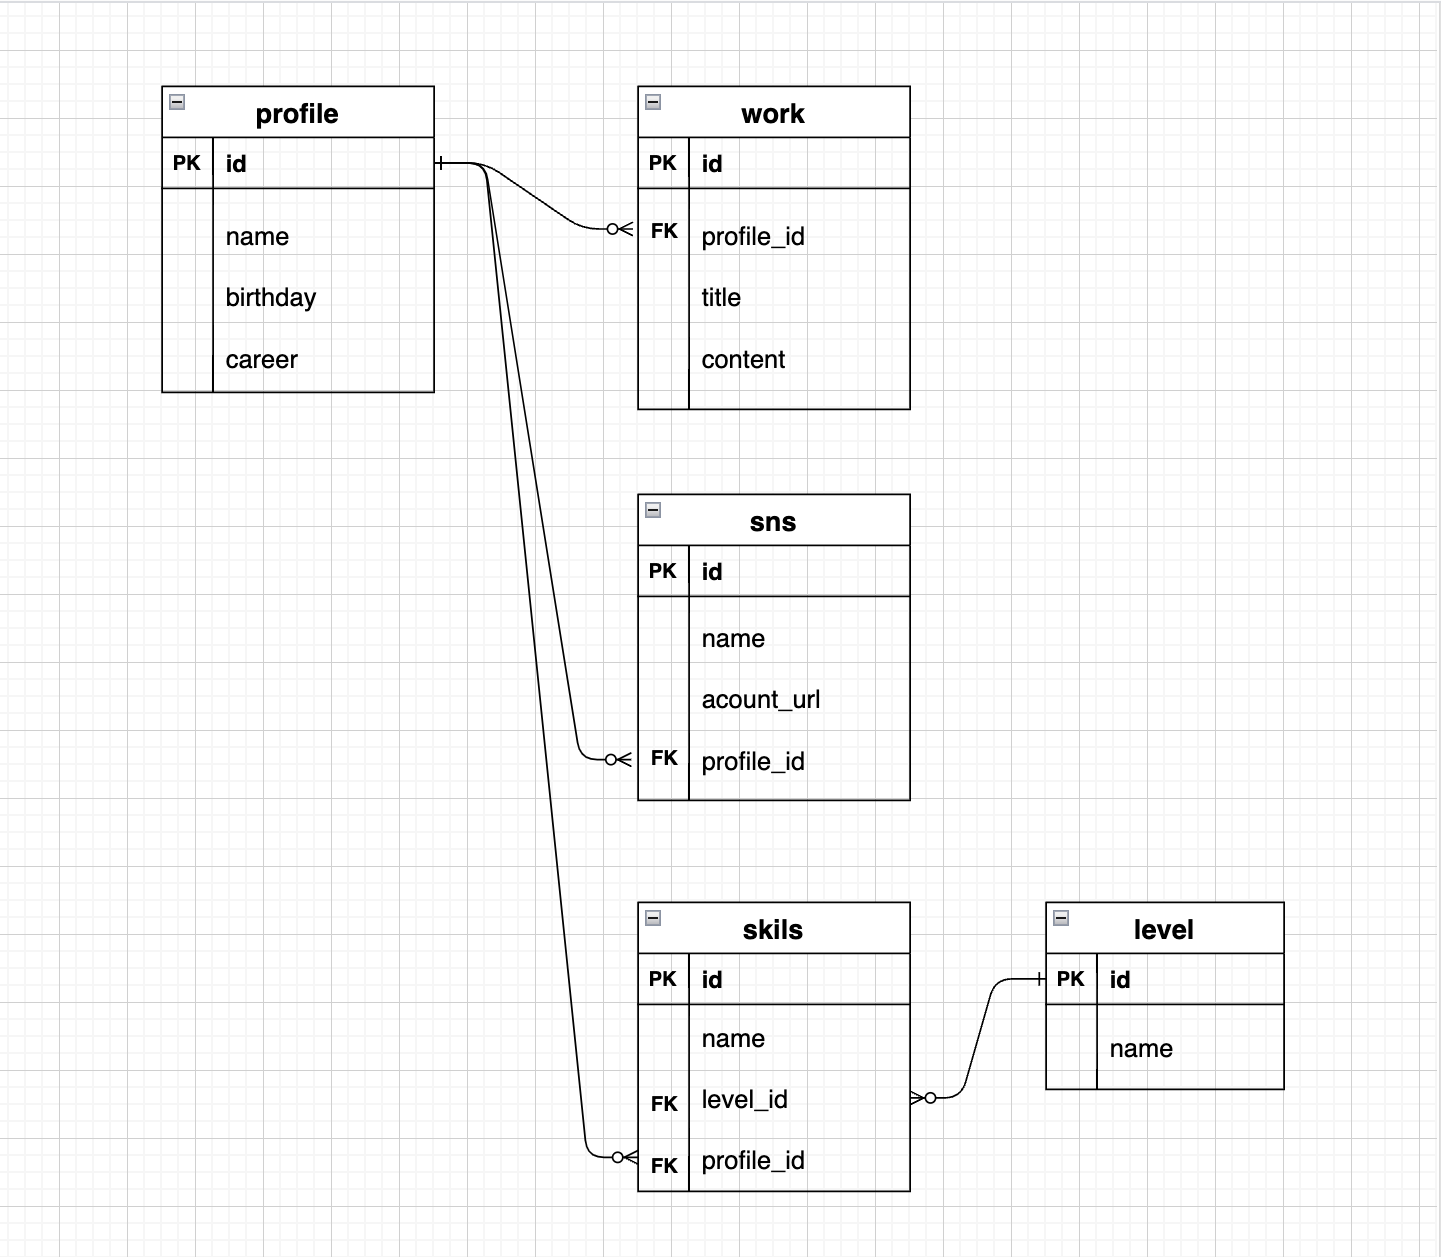 profile
PK id
name
birthday
career
work
PK id
FK profile_id
title
content
sns
PK id
name
acount_url
FK profile_id
skils
PK id
name
FK level_id
FK profile_id
level
PK id
name